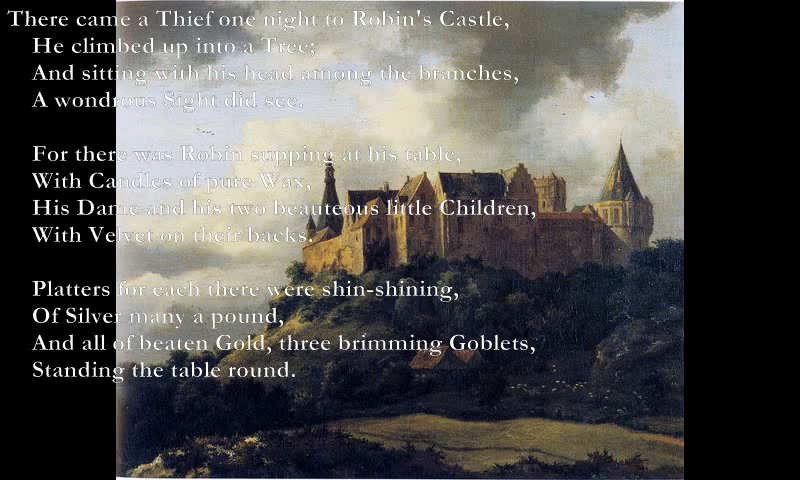 There came a Thief one night to Robin's Castle,
He climbed up into a Tree;
And sitting with his head among the branches,
A wondrous Sight did see.
For there was Robin supping at his table,
With Candles of pure Wax,
His Dame and his two beauteous little Children,
With Velvet on their backs.
Platters for each there were shin-shining,
Of Silver many a pound,
And all of beaten Gold, three brimming Goblets,
Standing the table round.